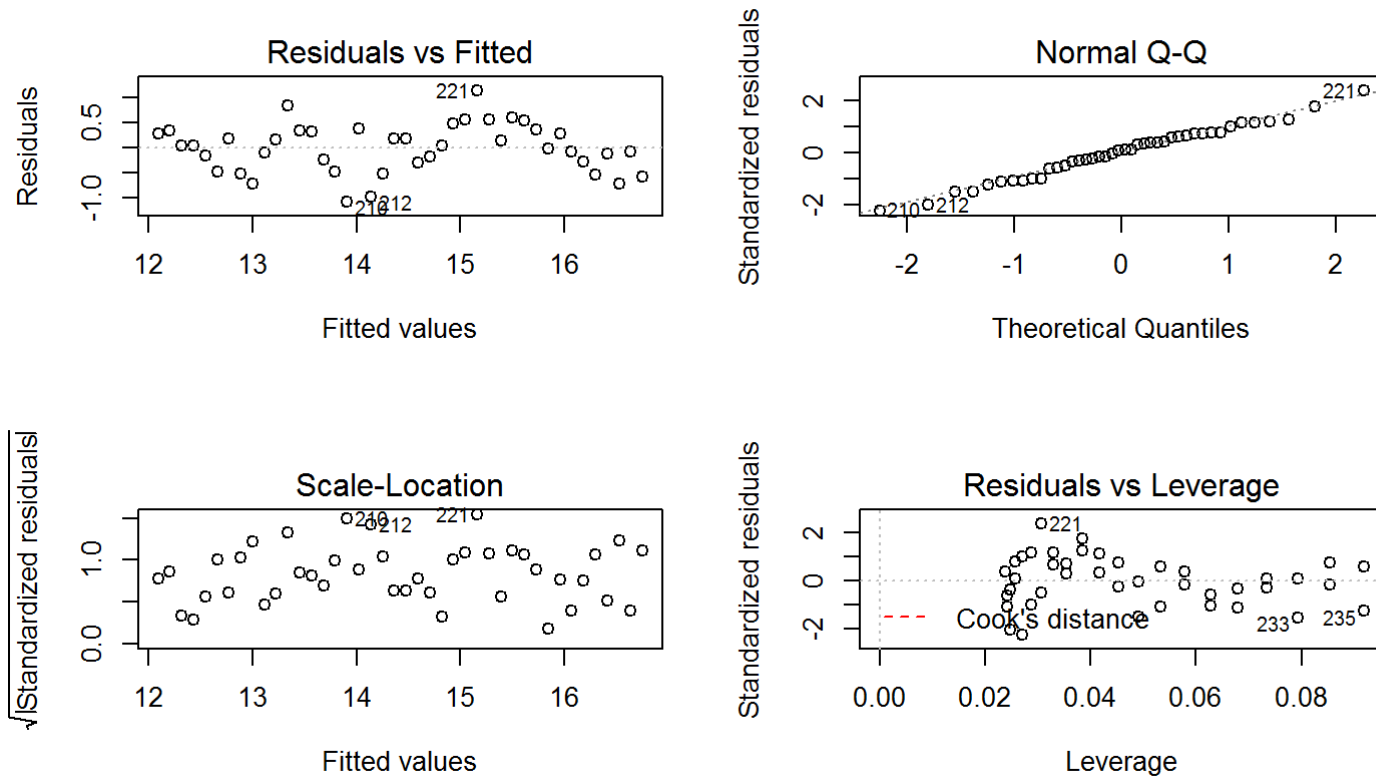 Residuals vs Fitted
Residuals
0.5
-1.0
221
210
212
12 13 14 15 16
Fitted values
Normal Q-Q
Standardized residuals
2
0
-2
221
210
212
-2 -1 0 1 2
Theoretical Quantiles
Scale-Location
√|Standardized residuals|
1.0
0.0
210
212
221
12 13 14 15 16
Fitted values
Residuals vs Leverage
Standardized residuals
2
0
-2
221
Cook's distance
233
235
0.00 0.02 0.04 0.06 0.08
Leverage